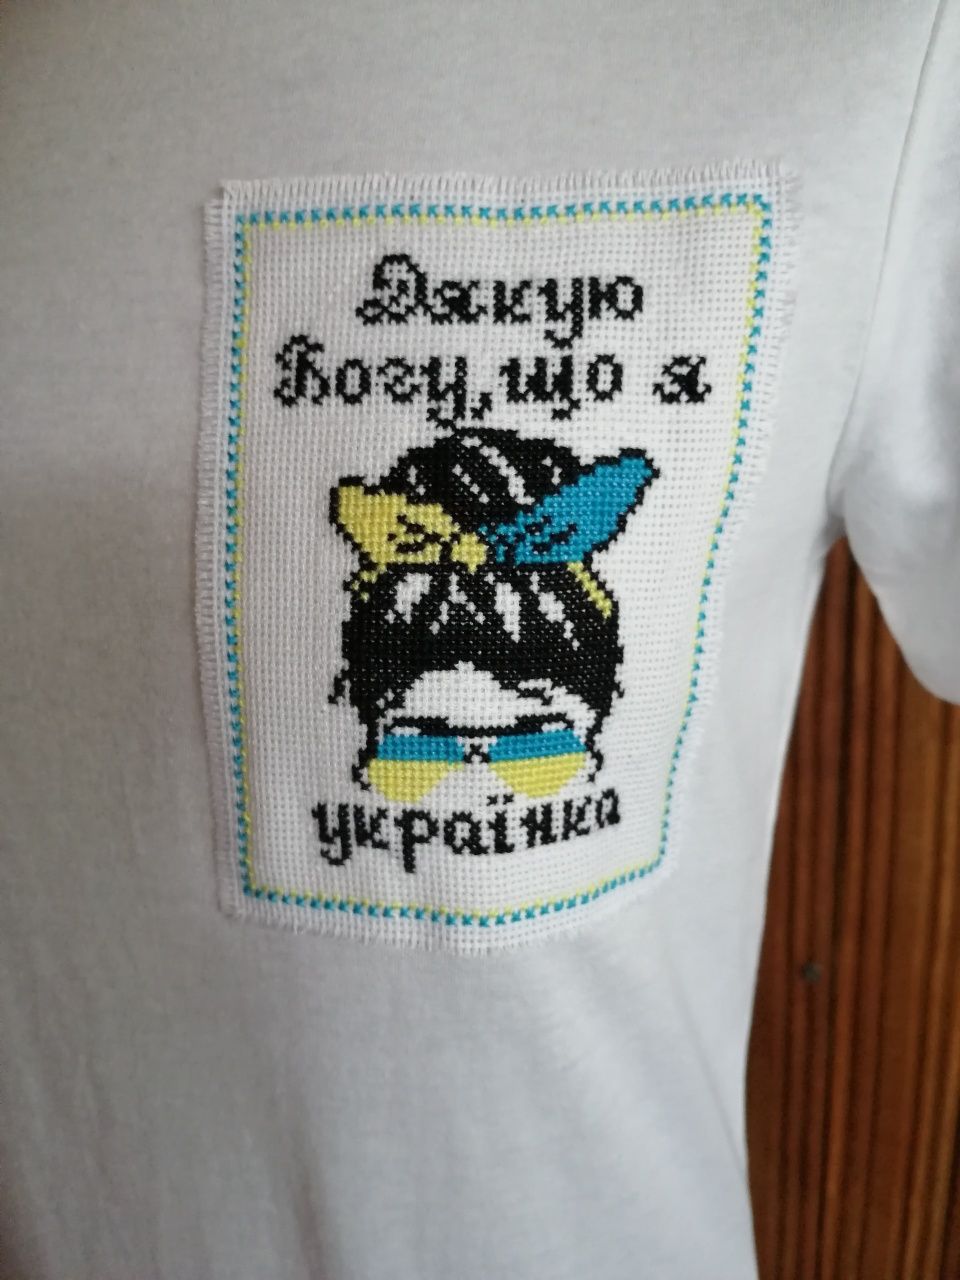 Дякую
Богу, що я
українка